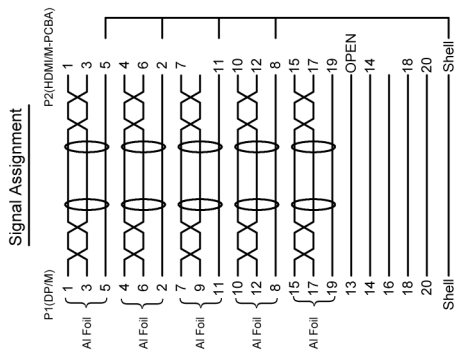 Signal Assignment
P1(DP/M) P2(HDMI/M-PCBA)
1 1
Al Foil 3 3
5 5
4 4
Al Foil 6 6
2 2
7 7
Al Foil 9
11 11
10 10
Al Foil 12 12
8 8
15 15
Al Foil 17 17
19 19
13 OPEN
14 14
16
18 18
20 20
Shell Shell